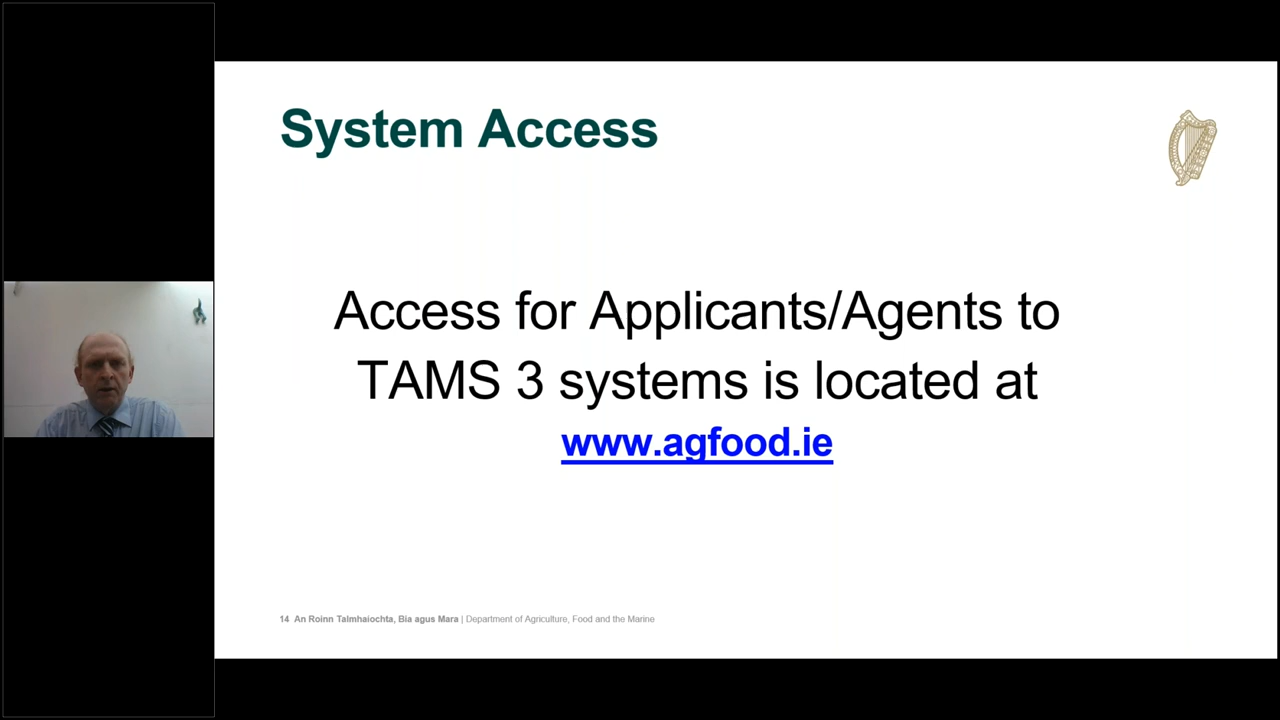 System Access
Access for Applicants/Agents to
TAMS 3 systems is located at
www.agfood.ie
14 An Roinn Talmhaíochta, Bia agus Mara | Department of Agriculture, Food and the Marine